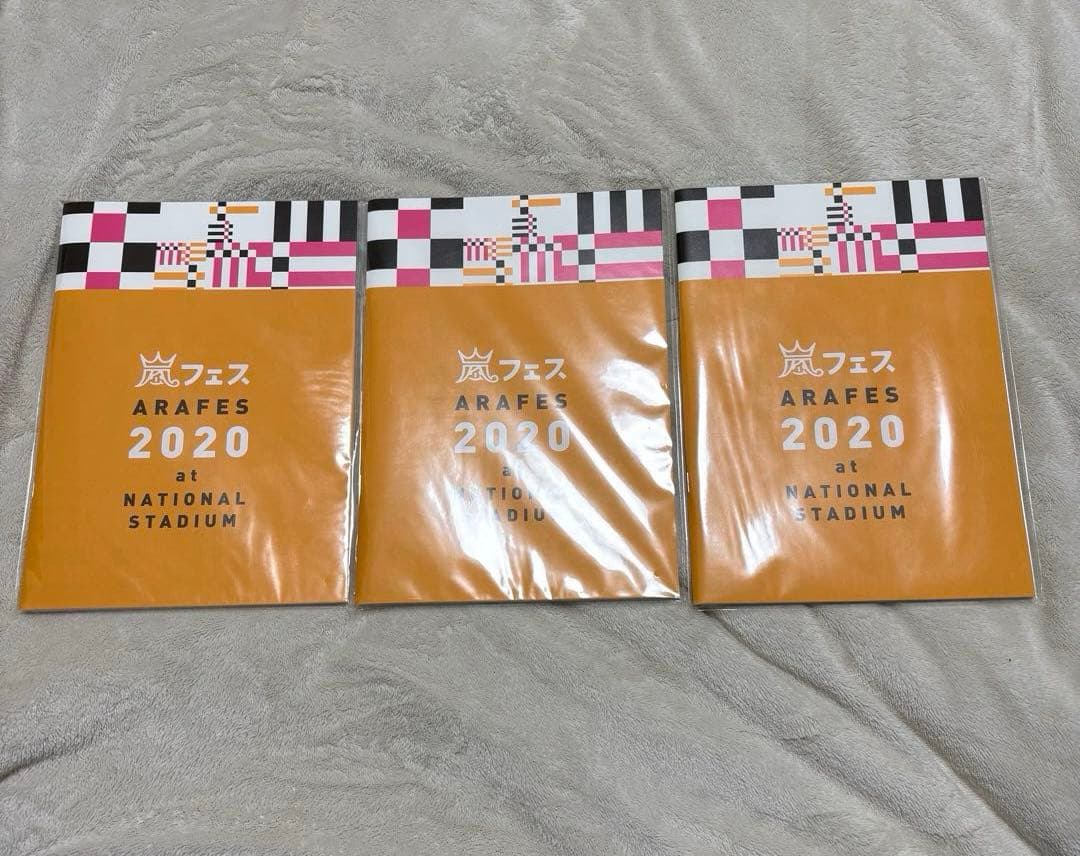 嵐フェス
ARAFES
2020
at
NATIONAL
STADIUM
嵐フェス
ARAFES
2020
嵐フェス
ARAFES
2020
at
NATIONAL
STADIUM